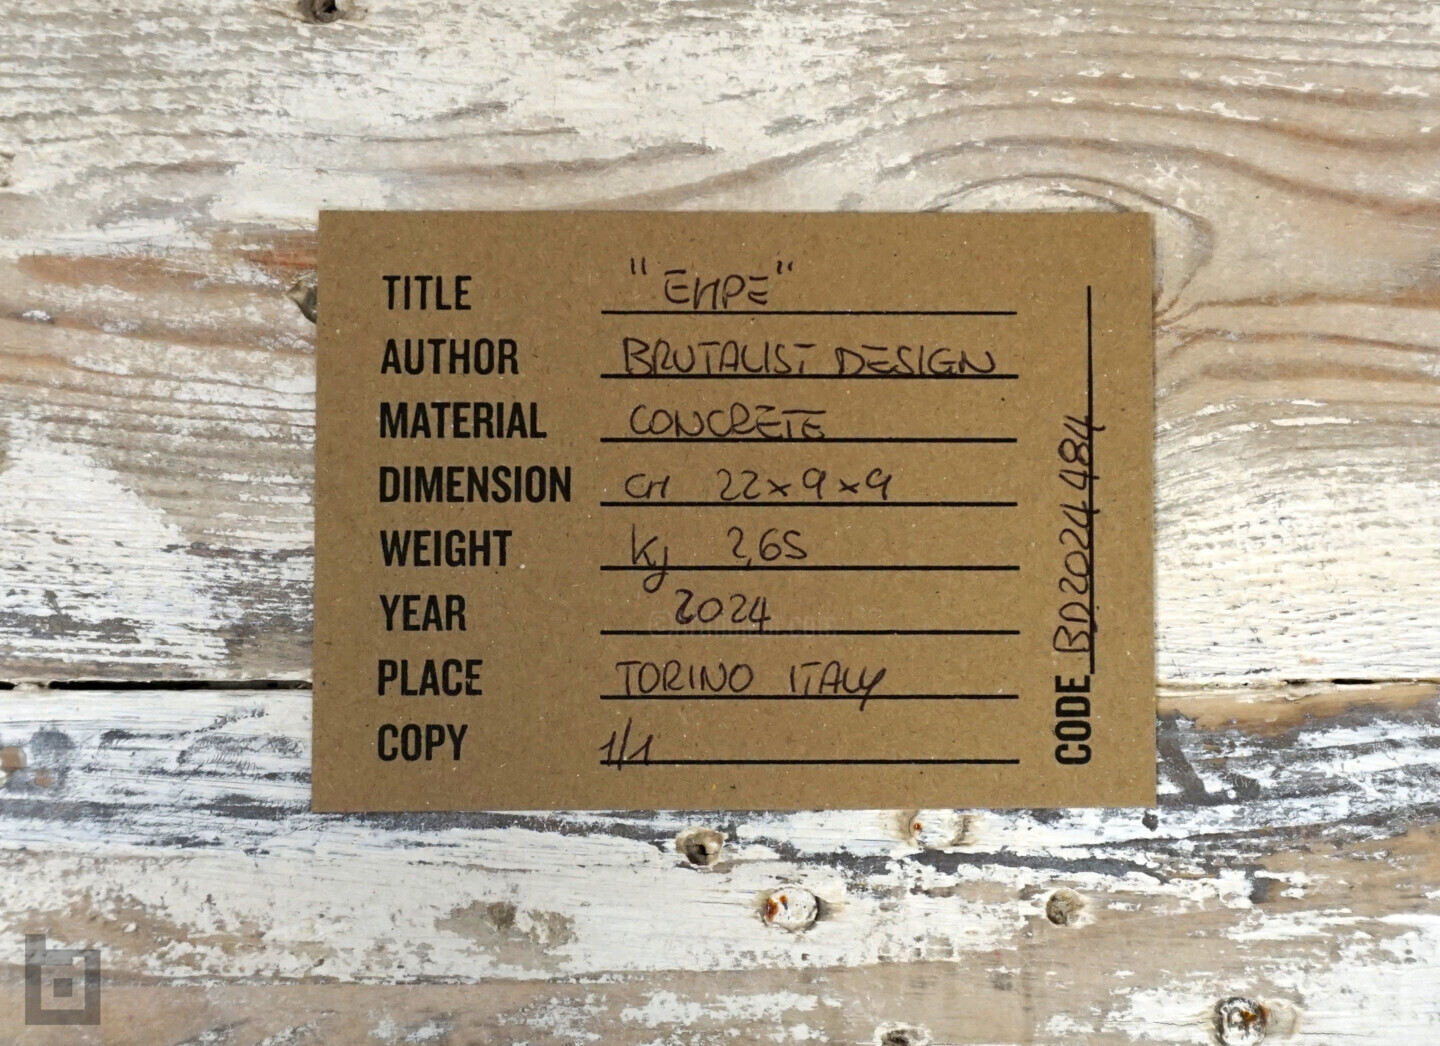 TITLE "EMPE"
AUTHOR BRUTALIST DESIGN
MATERIAL CONCRETE
DIMENSION CM 22x9x9
WEIGHT Kg 2,65
YEAR 2024
PLACE TORINO ITALY
COPY 1/1
CODE BD2024484